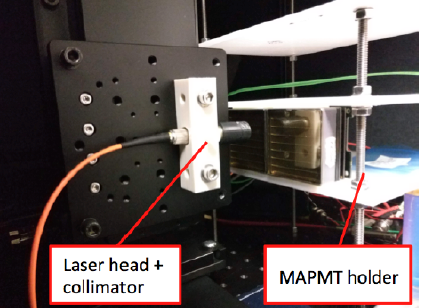 Laser head +
collimator
MAPMT holder